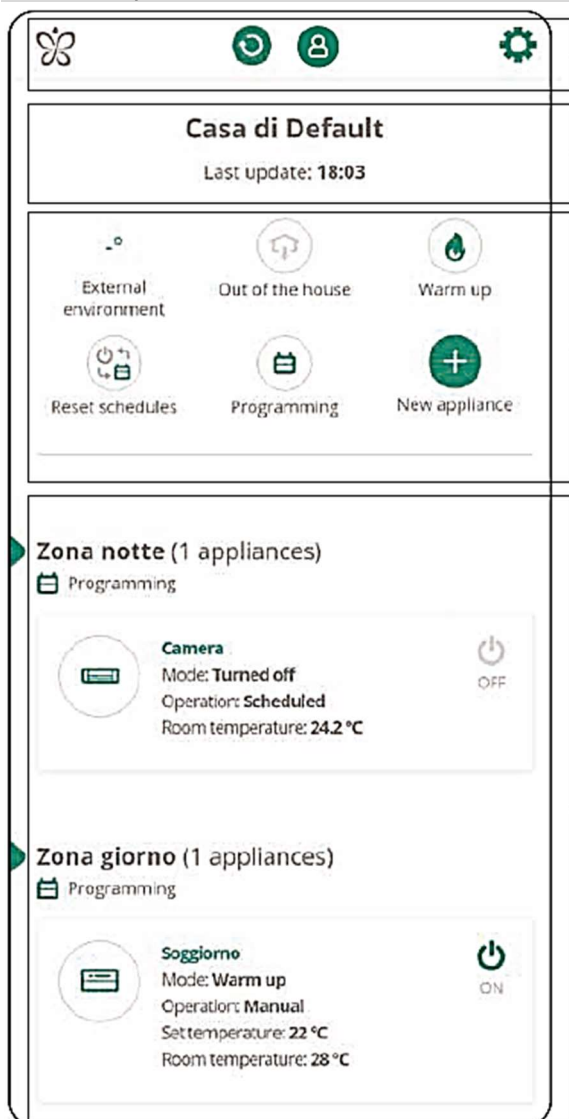 Casa di Default
Last update: 18:03
-°
External
environment
Out of the house
Warm up
Reset schedules
Programming
New appliance
Zona notte (1 appliances)
Programming
Camera
Mode: Turned off
Operation: Scheduled
Room temperature: 24.2 °C
OFF
Zona giorno (1 appliances)
Programming
Soggiorno
Mode: Warm up
Operation: Manual
Set temperature: 22 °C
Room temperature: 28 °C
ON